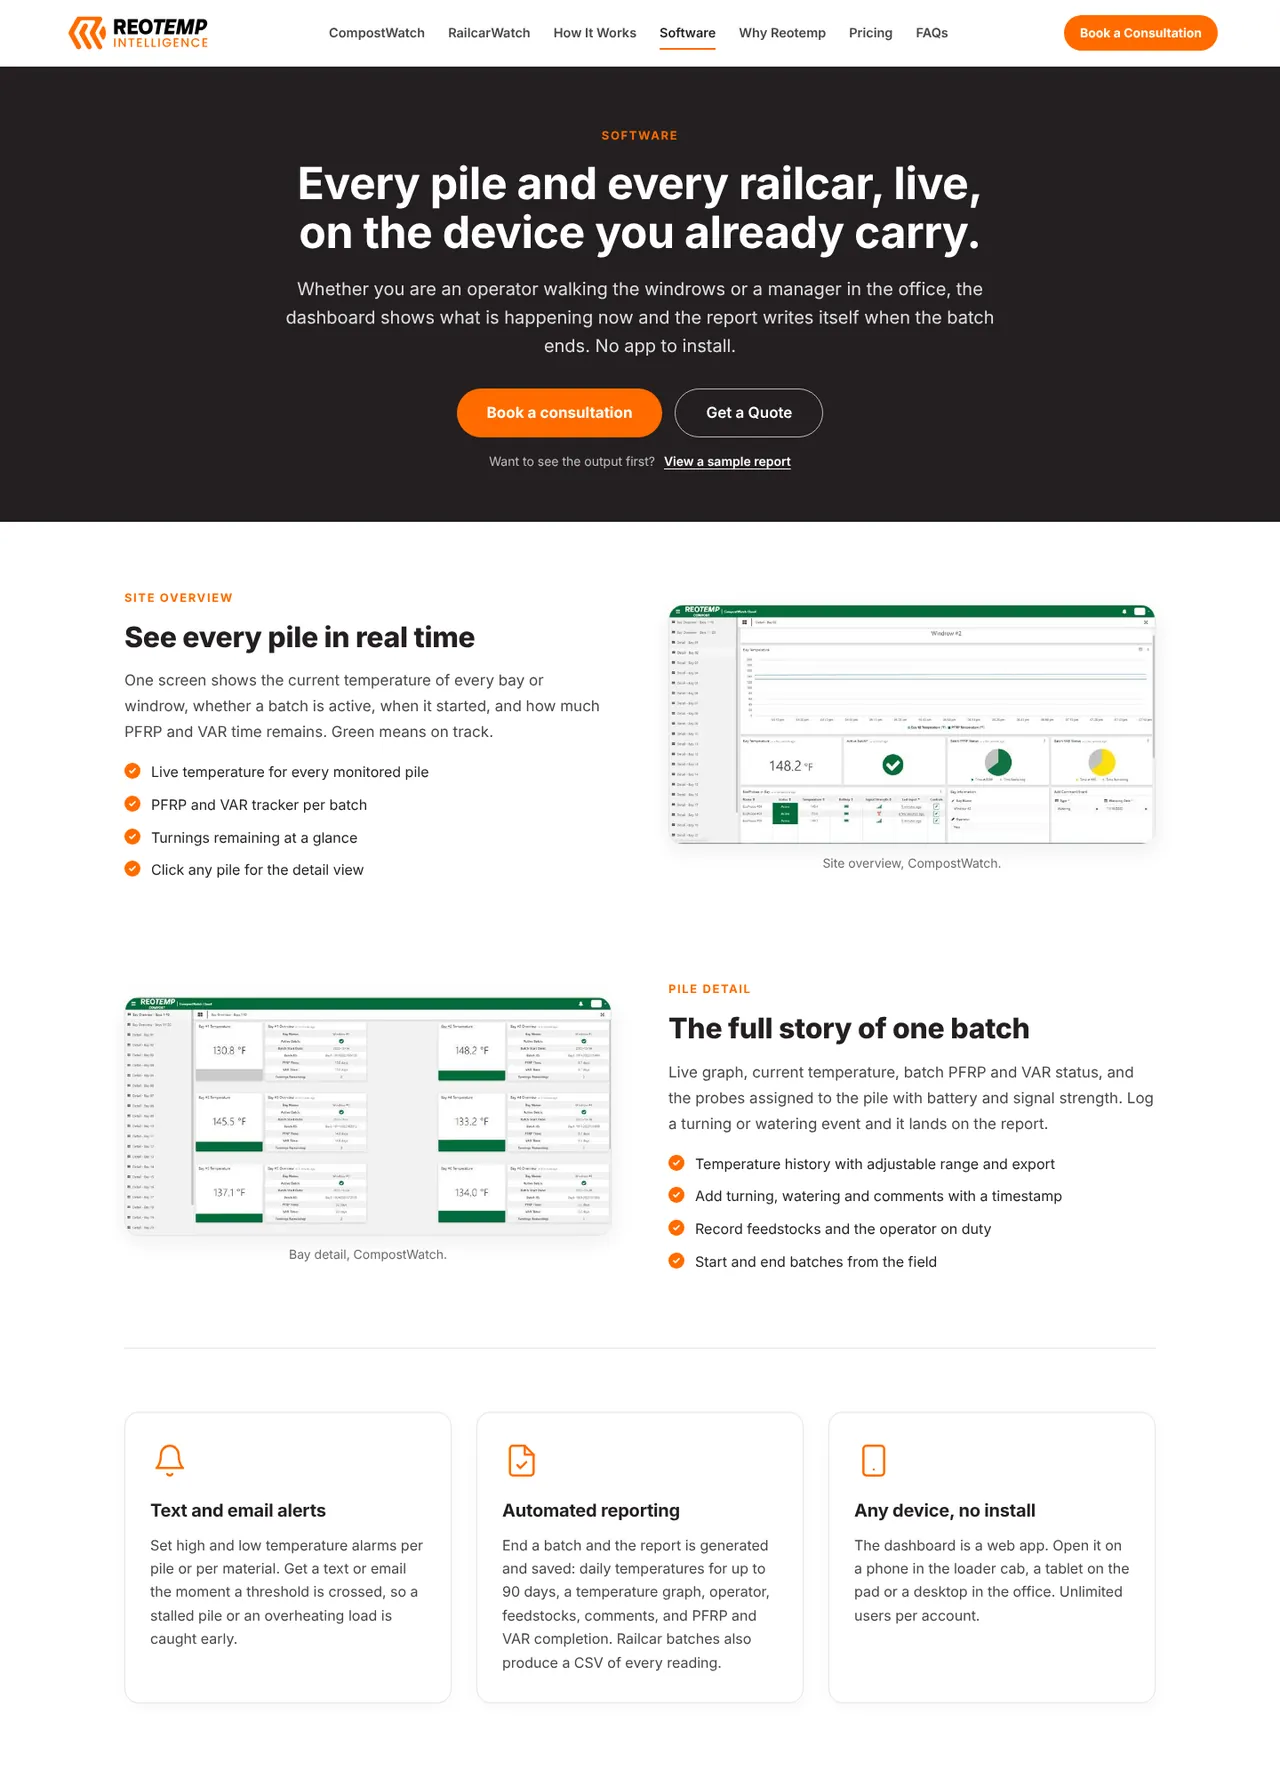 REOTEMP
INTELLIGENCE
CompostWatch
RailcarWatch
How It Works
Software
Why Reotemp
Pricing
FAQs
Book a Consultation
SOFTWARE
Every pile and every railcar, live,
on the device you already carry.
Whether you are an operator walking the windrows or a manager in the office, the
dashboard shows what is happening now and the report writes itself when the batch
ends. No app to install.
Book a consultation
Get a Quote
Want to see the output first? View a sample report
SITE OVERVIEW
See every pile in real time
One screen shows the current temperature of every bay or
windrow, whether a batch is active, when it started, and how much
PFRP and VAR time remains. Green means on track.
Live temperature for every monitored pile
PFRP and VAR tracker per batch
Turnings remaining at a glance
Click any pile for the detail view
REOTEMP
COMPOST
Windrow #2
148.2 °F
Site overview, CompostWatch.
REOTEMP
COMPOST
130.8 °F
148.2 °F
145.5 °F
133.2 °F
137.1 °F
134.0 °F
Bay detail, CompostWatch.
PILE DETAIL
The full story of one batch
Live graph, current temperature, batch PFRP and VAR status, and
the probes assigned to the pile with battery and signal strength. Log
a turning or watering event and it lands on the report.
Temperature history with adjustable range and export
Add turning, watering and comments with a timestamp
Record feedstocks and the operator on duty
Start and end batches from the field
Text and email alerts
Set high and low temperature alarms per
pile or per material. Get a text or email
the moment a threshold is crossed, so a
stalled pile or an overheating load is
caught early.
Automated reporting
End a batch and the report is generated
and saved: daily temperatures for up to
90 days, a temperature graph, operator,
feedstocks, comments, and PFRP and
VAR completion. Railcar batches also
produce a CSV of every reading.
Any device, no install
The dashboard is a web app. Open it on
a phone in the loader cab, a tablet on the
pad or a desktop in the office. Unlimited
users per account.